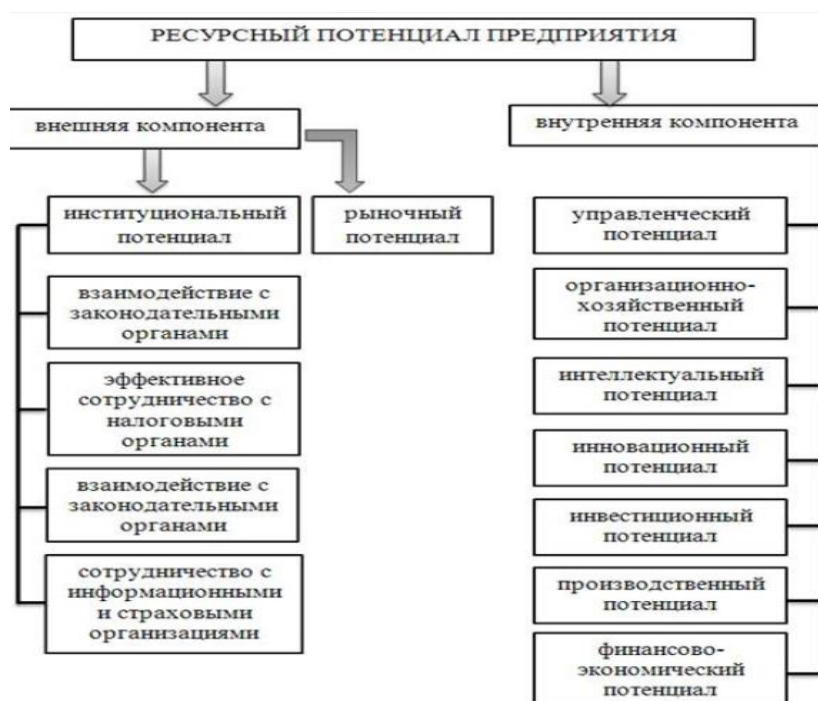 РЕСУРСНЫЙ ПОТЕНЦИАЛ ПРЕДПРИЯТИЯ
внешняя компонента
внутренняя компонента
институциональный
потенциал
рыночный
потенциал
взаимодействие с
законодательными
органами
эффективное
сотрудничество с
налоговыми
органами
взаимодействие с
законодательными
органами
сотрудничество с
информационными
и страховыми
организациями
управленческий
потенциал
организационно-
хозяйственный
потенциал
интеллектуальный
потенциал
инновационный
потенциал
инвестиционный
потенциал
производственный
потенциал
финансово-
экономический
потенциал